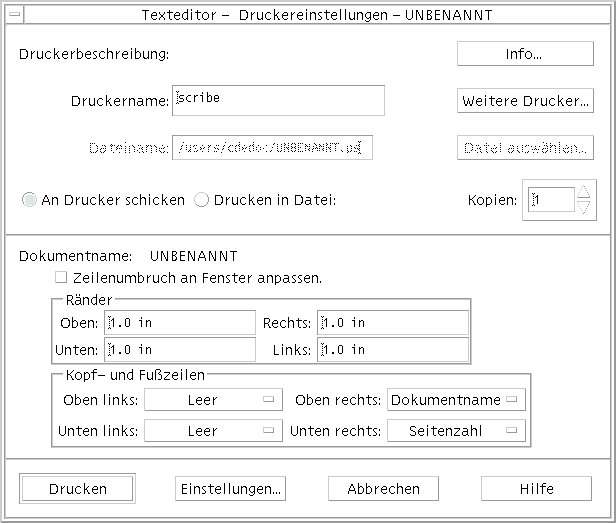 Texteditor – Druckereinstellungen – UNBENANNT
Druckerbeschreibung: Info...
Druckername: scribe Weitere Drucker...
Dateiname: /users/cdedoc/UNBENANNT.ps Datei auswählen...
An Drucker schicken Drucken in Datei: Kopien: 1
Dokumentname: UNBENANNT
Zeilenumbruch an Fenster anpassen.
Ränder
Oben: 1.0 in Rechts: 1.0 in
Unten: 1.0 in Links: 1.0 in
Kopf– und Fußzeilen
Oben links: Leer Oben rechts: Dokumentname
Unten links: Leer Unten rechts: Seitenzahl
Drucken Einstellungen... Abbrechen Hilfe